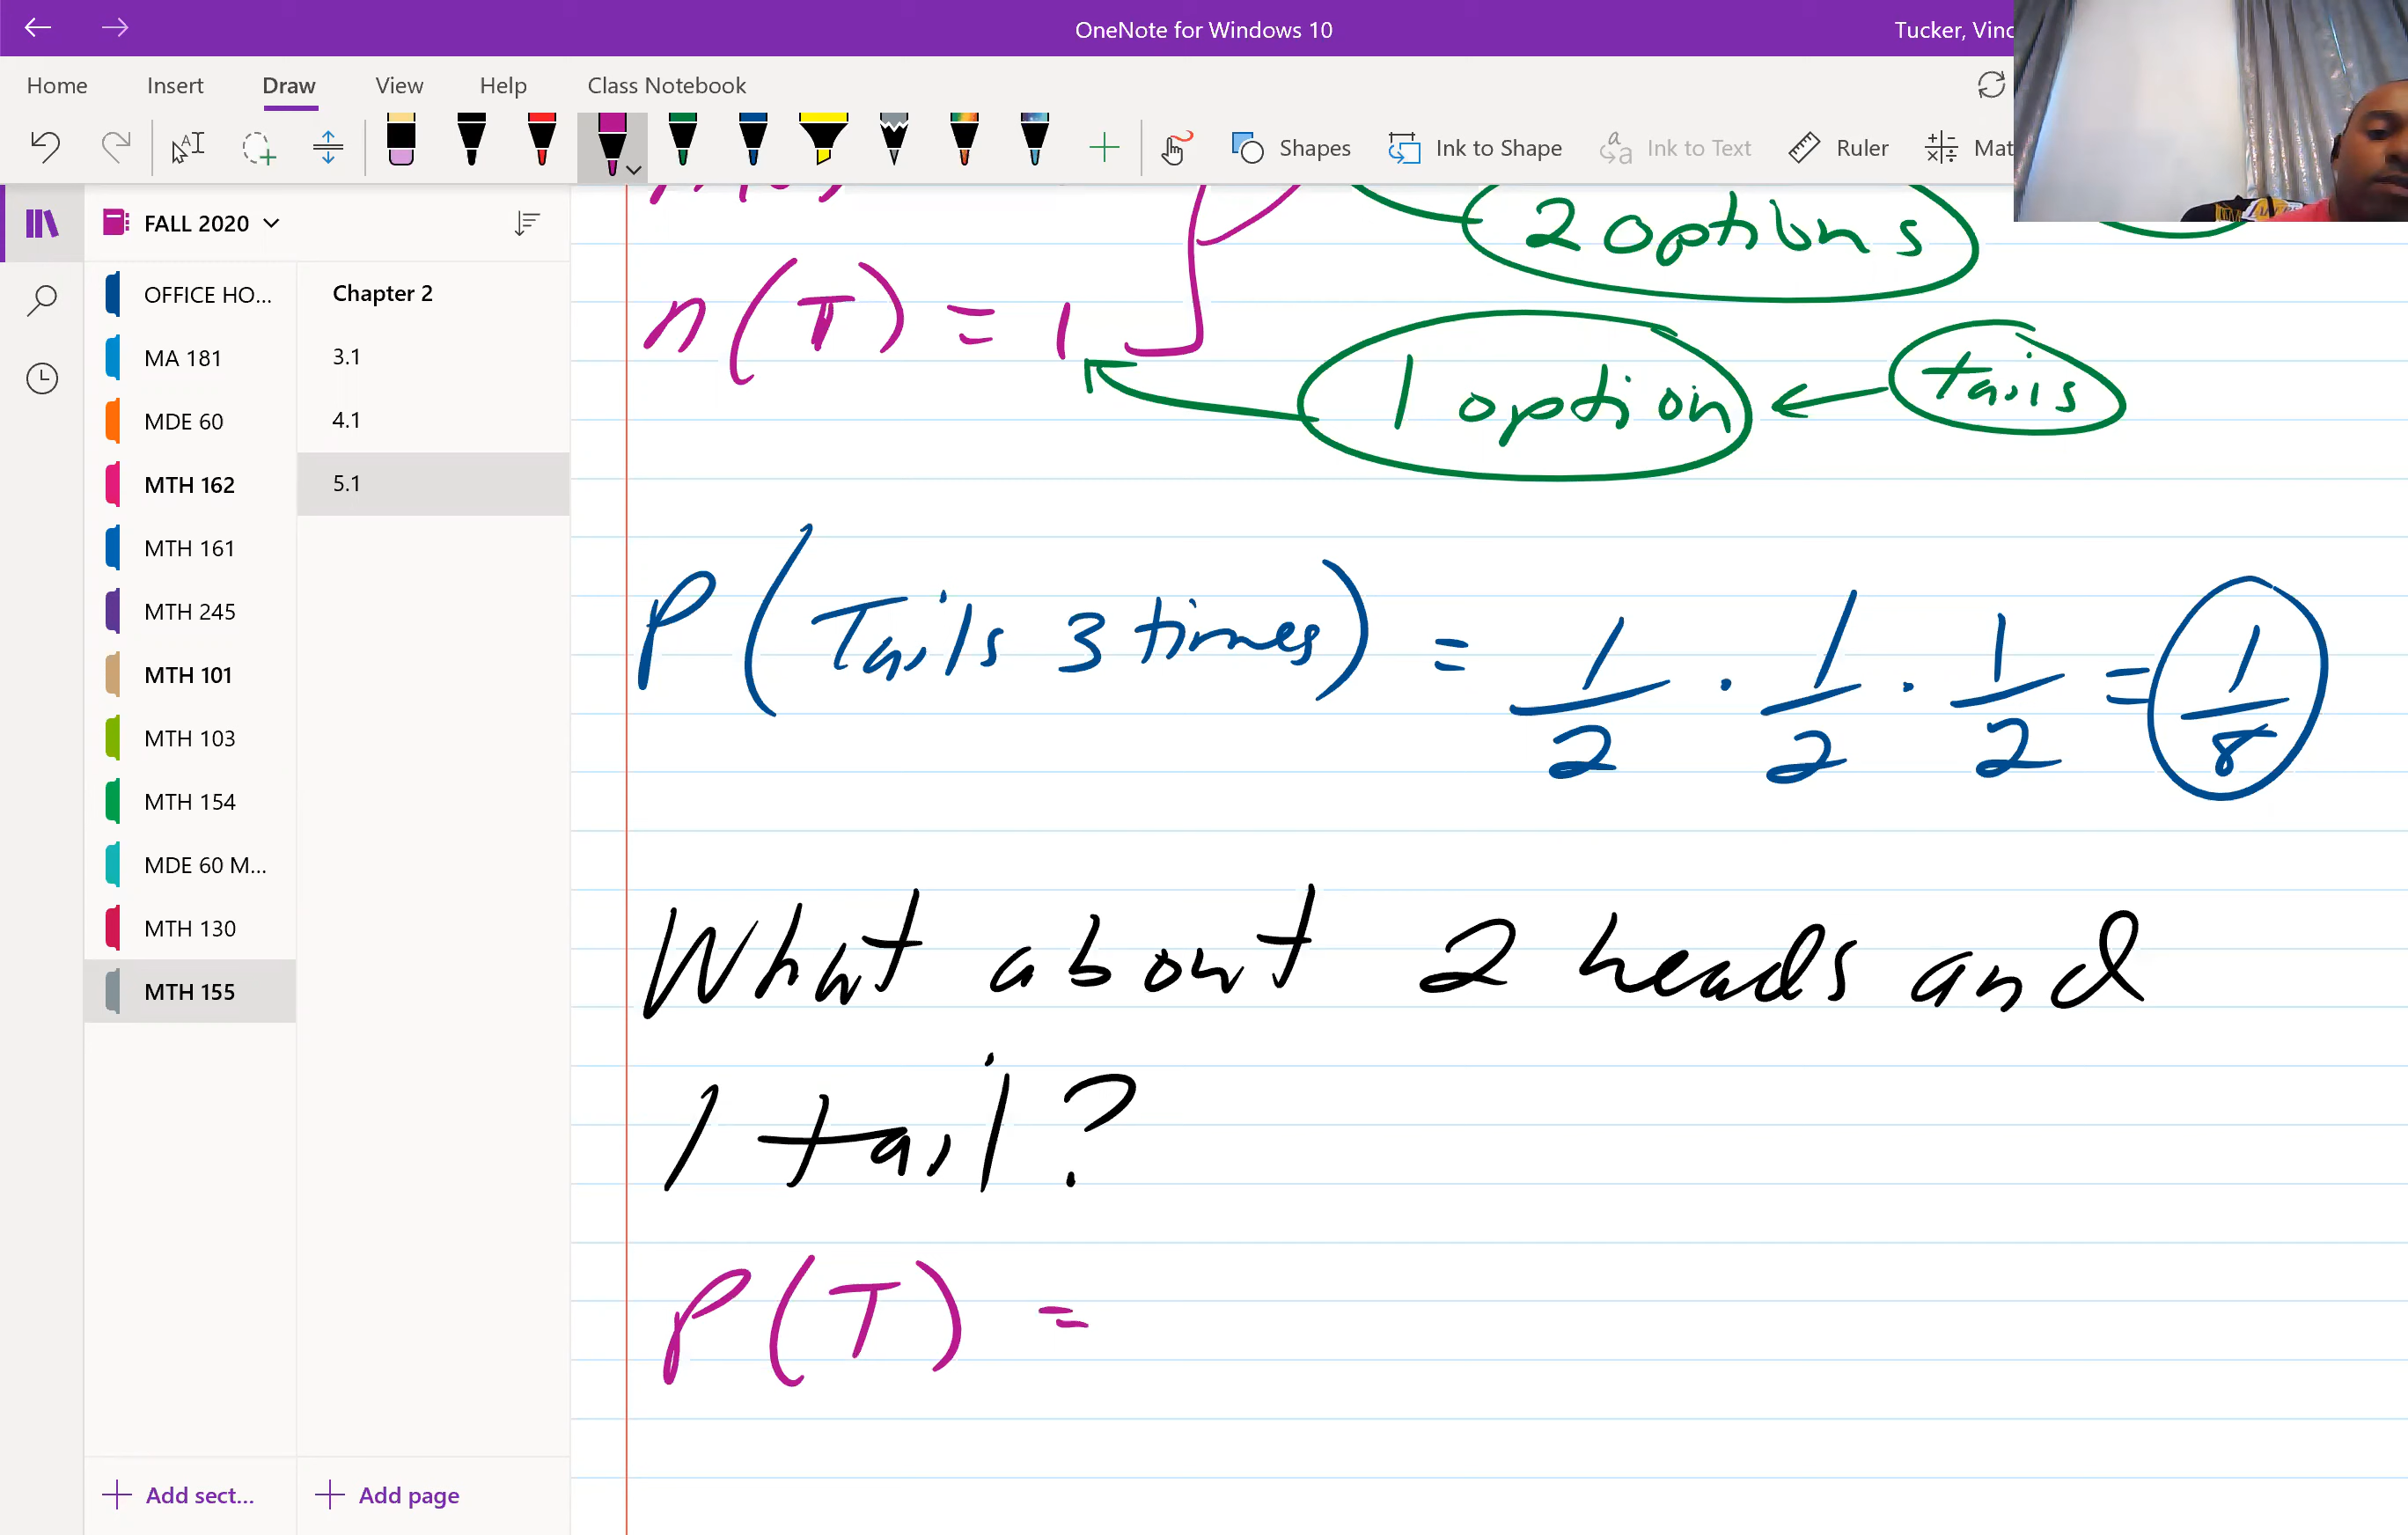 OneNote for Windows 10
Tucker, Vinc
Home Insert Draw View Help Class Notebook
Shapes Ink to Shape Ink to Text Ruler Mat
FALL 2020
OFFICE HO...
MA 181
MDE 60
MTH 162
MTH 161
MTH 245
MTH 101
MTH 103
MTH 154
MDE 60 M...
MTH 130
MTH 155
Add sect...
Chapter 2
3.1
4.1
5.1
Add page
2 options
n(T) = 1
1 option
tails
P(Tails 3 times) = 1/2 · 1/2 · 1/2 = 1/8
What about 2 heads and
1 tail?
P(T) =